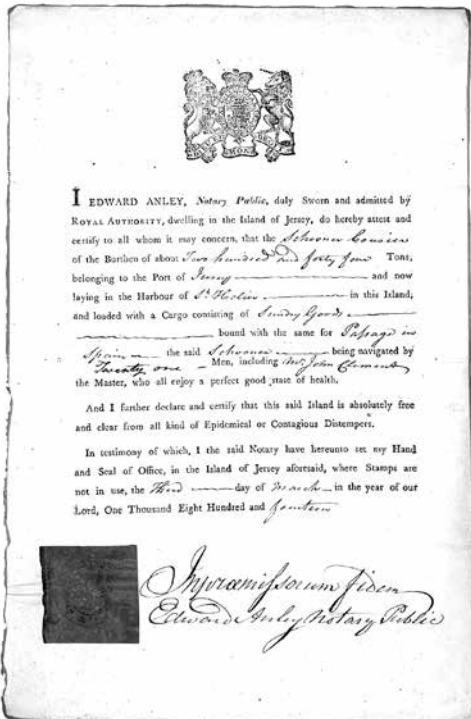 I EDWARD ANLEY, Notary Public, duly Sworn and admitted by
ROYAL AUTHORITY, dwelling in the Island of Jersey, do hereby attest and
certify to all whom it may concern, that the Schooner
of the Burthen of about Two hundred and forty four Tons,
belonging to the Port of Jersey and now
laying in the Harbour of St. Helier in this Island,
and loaded with a Cargo consisting of Sundry Goods
bound with the same for Passage in
Spain the said Schooner being navigated by
Twenty one Men, including Mr. John Clement
the Master, who all enjoy a perfect good state of health.
And I farther declare and certify that this said Island is absolutely free
and clear from all kind of Epidemical or Contagious Distempers.
In testimony of which, I the said Notary have hereunto set my Hand
and Seal of Office, in the Island of Jersey aforesaid, where Stamps are
not in use, the Third day of March in the year of our
Lord, One Thousand Eight Hundred and fourteen
In præmissorum fidem
Edward Anley Notary Public